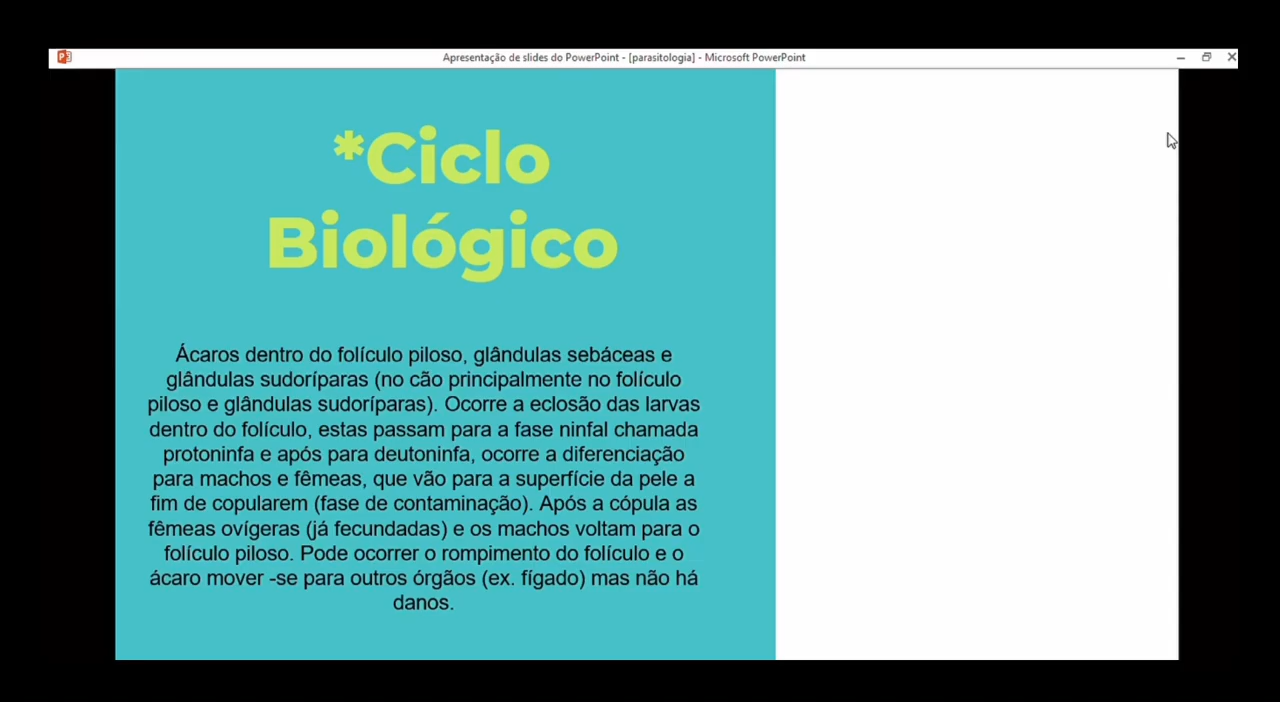 Apresentação de slides do PowerPoint - [parasitologia] - Microsoft PowerPoint
*Ciclo
Biológico
Ácaros dentro do folículo piloso, glândulas sebáceas e
glândulas sudoríparas (no cão principalmente no folículo
piloso e glândulas sudoríparas). Ocorre a eclosão das larvas
dentro do folículo, estas passam para a fase ninfal chamada
protoninfa e após para deutoninfa, ocorre a diferenciação
para machos e fêmeas, que vão para a superfície da pele a
fim de copularem (fase de contaminação). Após a cópula as
fêmeas ovígeras (já fecundadas) e os machos voltam para o
folículo piloso. Pode ocorrer o rompimento do folículo e o
ácaro mover -se para outros órgãos (ex. fígado) mas não há
danos.